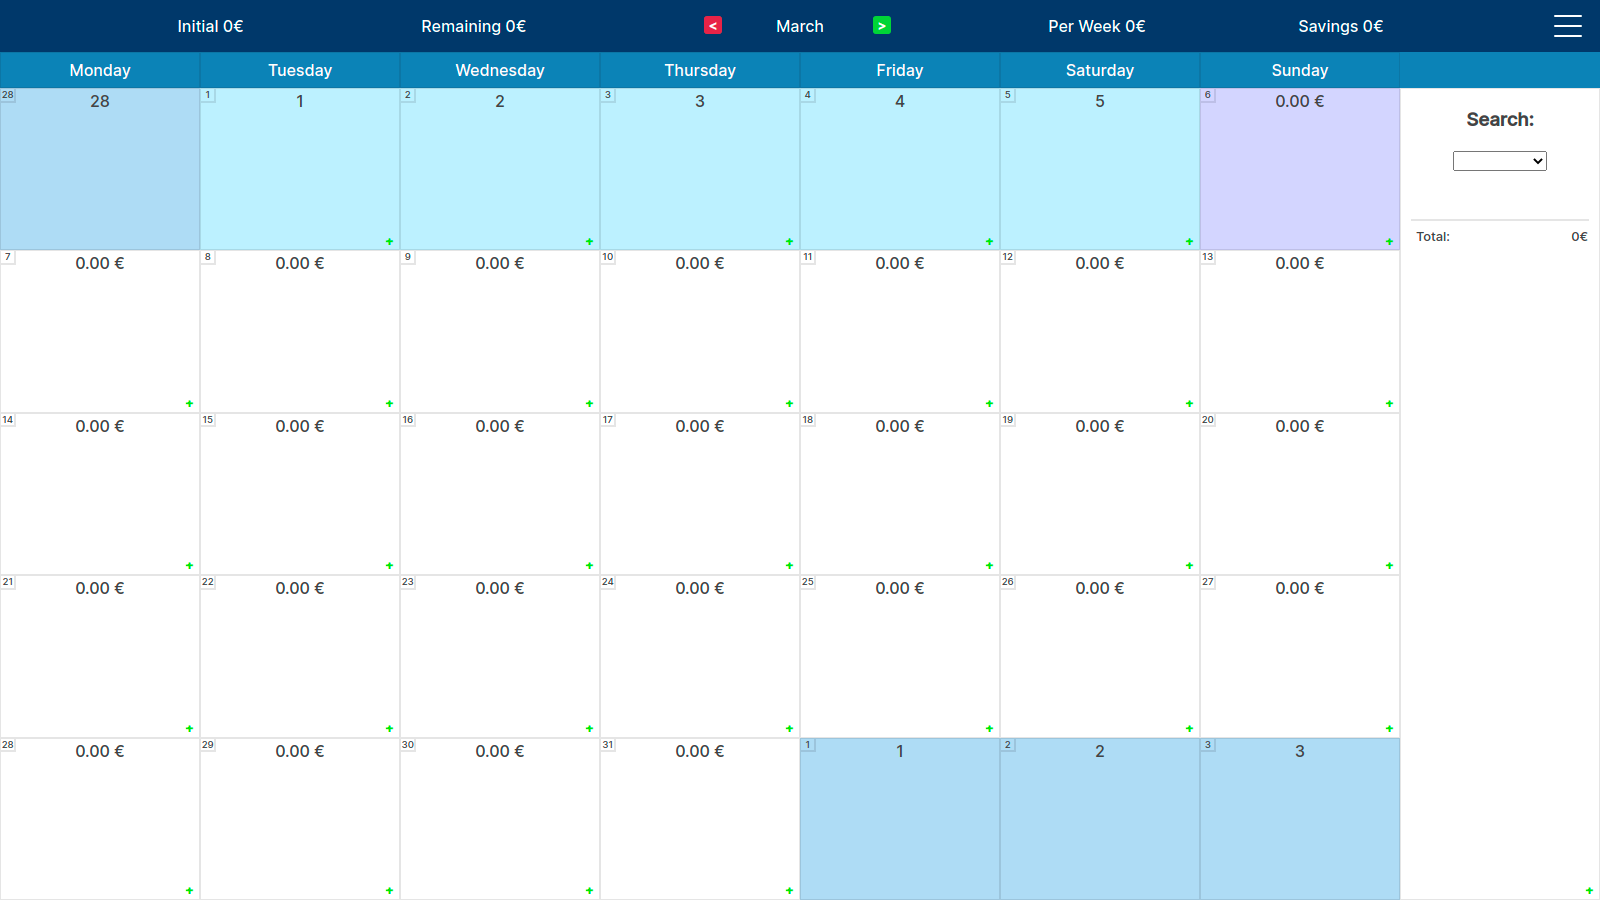 Initial 0€ Remaining 0€ < March > Per Week 0€ Savings 0€
Monday Tuesday Wednesday Thursday Friday Saturday Sunday
28 28 1 1 2 2 3 3 4 4 5 5 6 0.00 €
Search:
+ + + + + +
Total: 0€
7 0.00 € 8 0.00 € 9 0.00 € 10 0.00 € 11 0.00 € 12 0.00 € 13 0.00 €
+ + + + + + +
14 0.00 € 15 0.00 € 16 0.00 € 17 0.00 € 18 0.00 € 19 0.00 € 20 0.00 €
+ + + + + + +
21 0.00 € 22 0.00 € 23 0.00 € 24 0.00 € 25 0.00 € 26 0.00 € 27 0.00 €
+ + + + + + +
28 0.00 € 29 0.00 € 30 0.00 € 31 0.00 € 1 1 2 2 3 3
+ + + + +